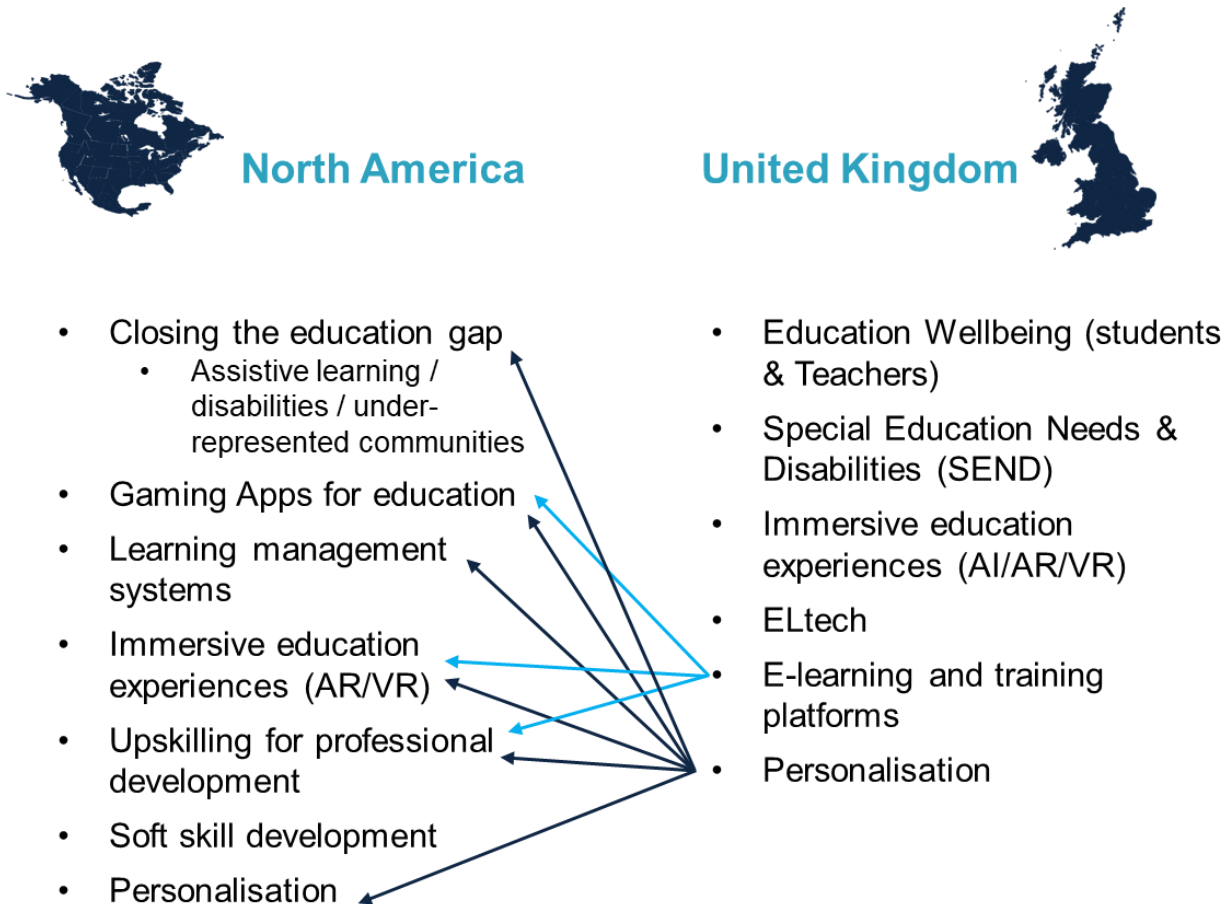 North America
• Closing the education gap
• Assistive learning /
disabilities / under-
represented communities
• Gaming Apps for education
• Learning management
systems
• Immersive education
experiences (AR/VR)
• Upskilling for professional
development
• Soft skill development
• Personalisation
United Kingdom
• Education Wellbeing (students
& Teachers)
• Special Education Needs &
Disabilities (SEND)
• Immersive education
experiences (AI/AR/VR)
• ELtech
• E-learning and training
platforms
• Personalisation